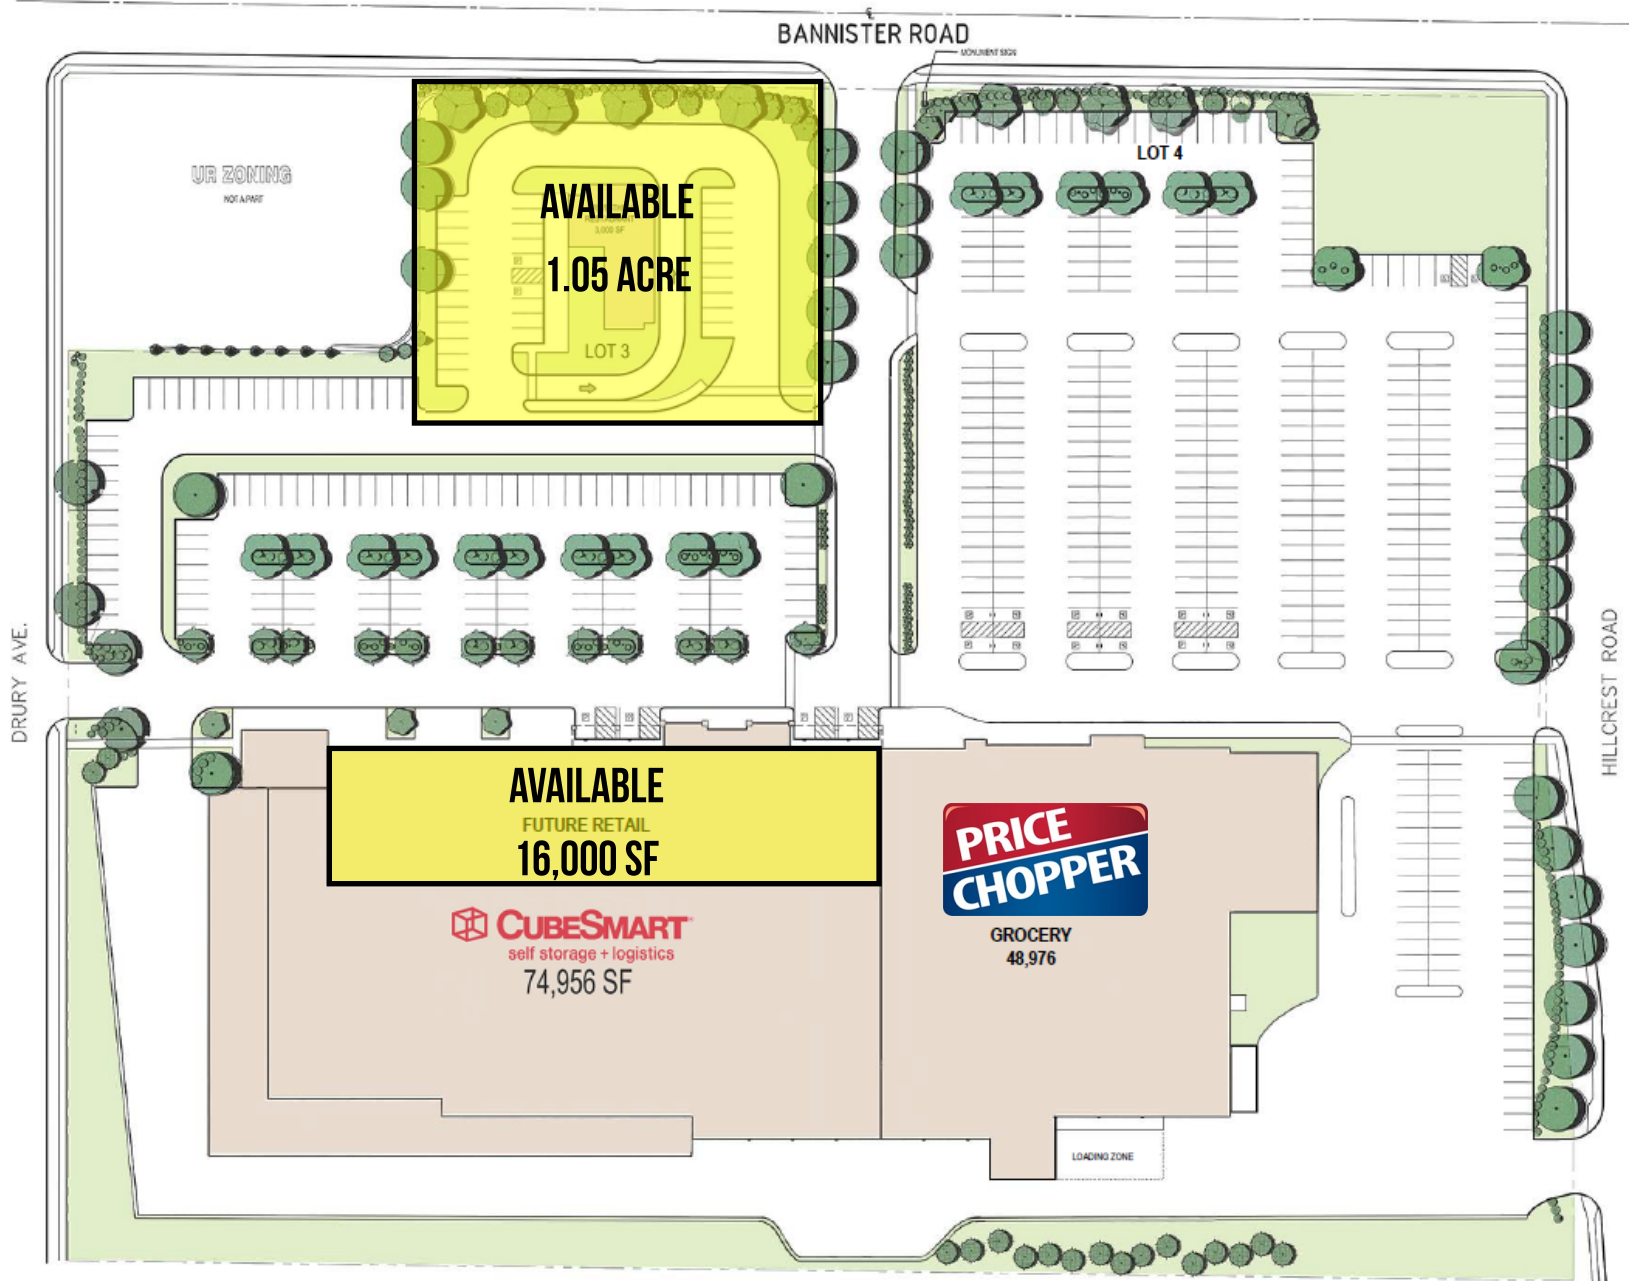 BANNISTER ROAD
MONUMENT SIGN
UR ZONING
NOT A PART
AVAILABLE
3,000 SF
1.05 ACRE
LOT 3
LOT 4
DRURY AVE.
HILLCREST ROAD
AVAILABLE
FUTURE RETAIL
16,000 SF
PRICE
CHOPPER
GROCERY
48,976
CUBESMART
self storage + logistics
74,956 SF
LOADING ZONE